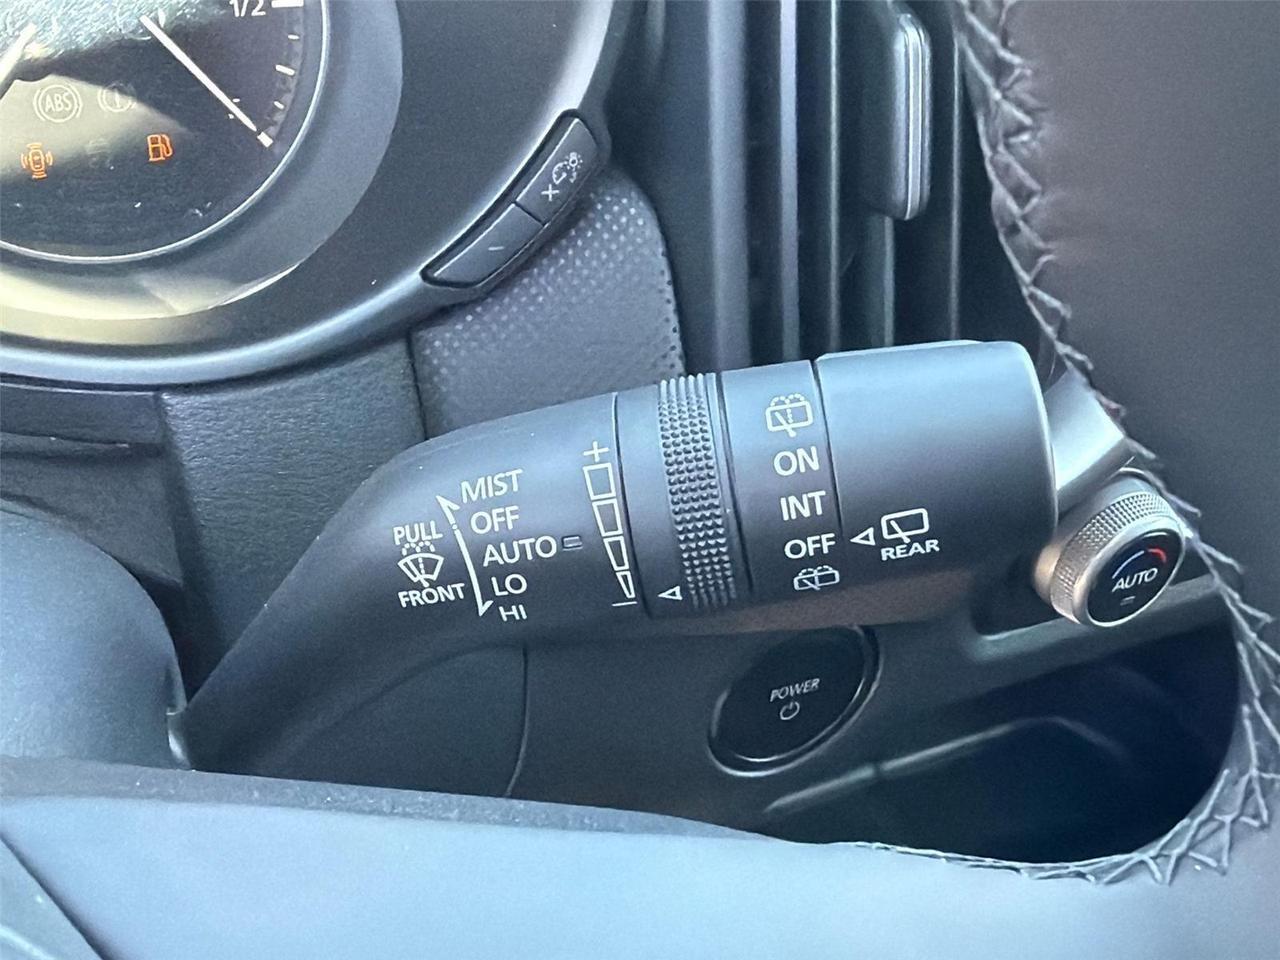 1/2
ABS
MIST
OFF
AUTO
LO
HI
PULL
FRONT
+
−
ON
INT
OFF
REAR
AUTO
POWER